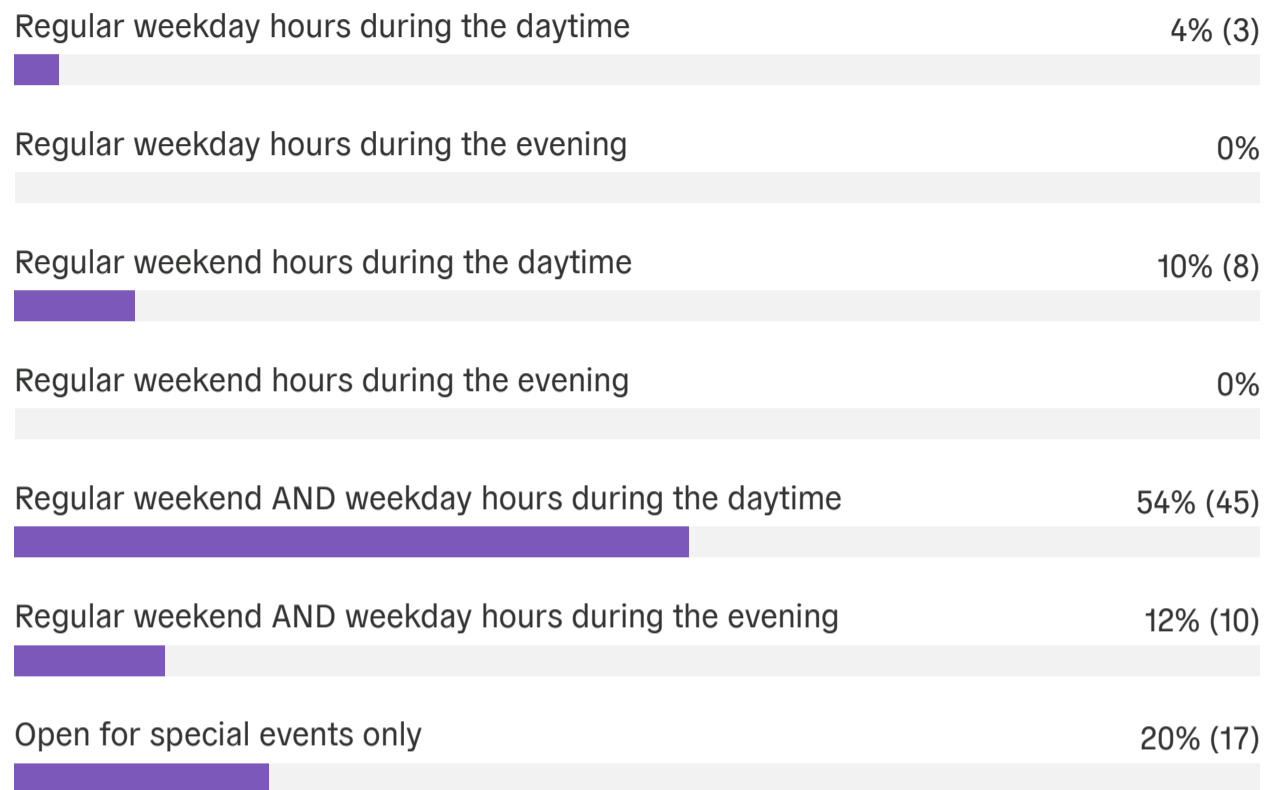 Regular weekday hours during the daytime 4% (3)
Regular weekday hours during the evening 0%
Regular weekend hours during the daytime 10% (8)
Regular weekend hours during the evening 0%
Regular weekend AND weekday hours during the daytime 54% (45)
Regular weekend AND weekday hours during the evening 12% (10)
Open for special events only 20% (17)